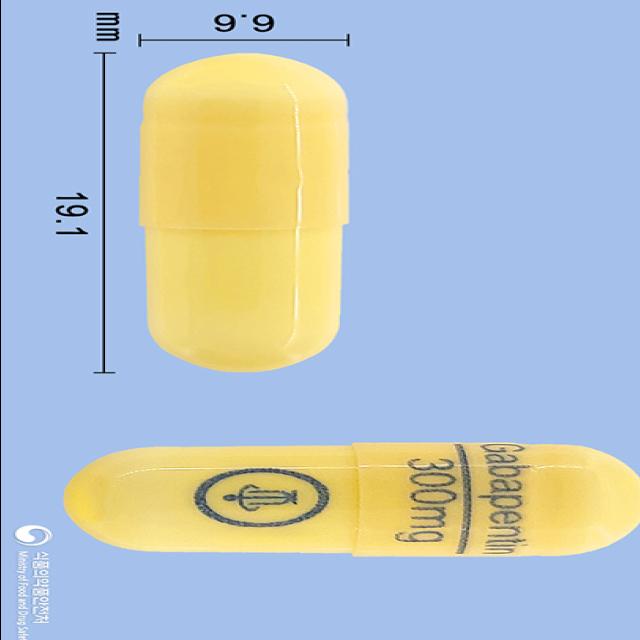 6.6
mm
19.1
Gabapentin
300mg
식품의약품안전처
Ministry of Food and Drug Safe